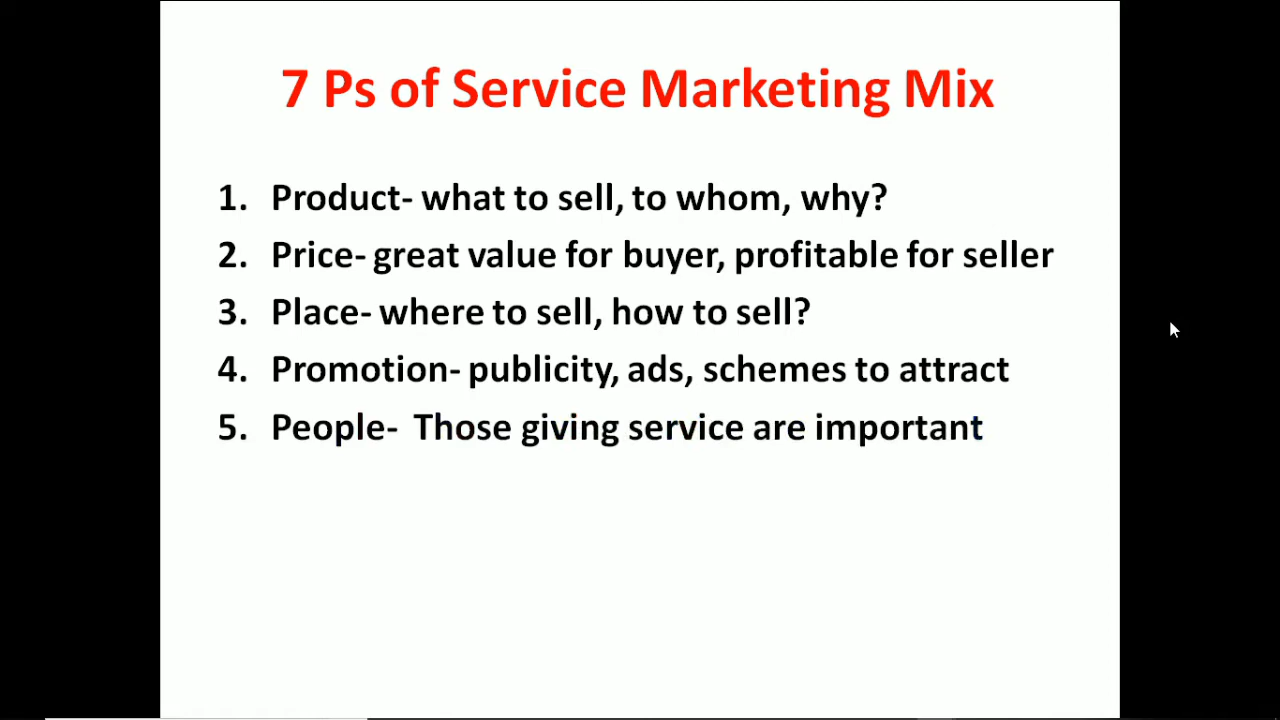 7 Ps of Service Marketing Mix
1. Product- what to sell, to whom, why?
2. Price- great value for buyer, profitable for seller
3. Place- where to sell, how to sell?
4. Promotion- publicity, ads, schemes to attract
5. People- Those giving service are important